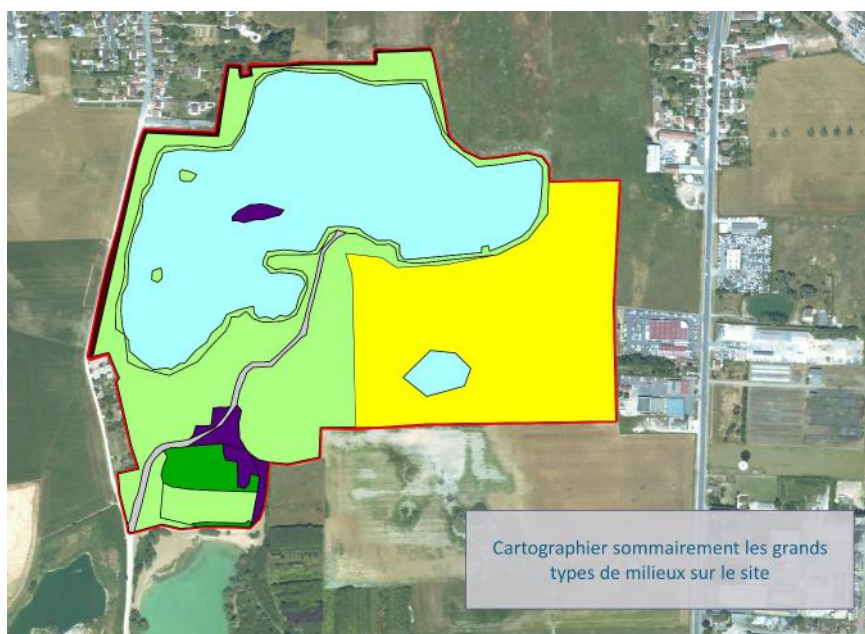 Cartographier sommairement les grands
types de milieux sur le site